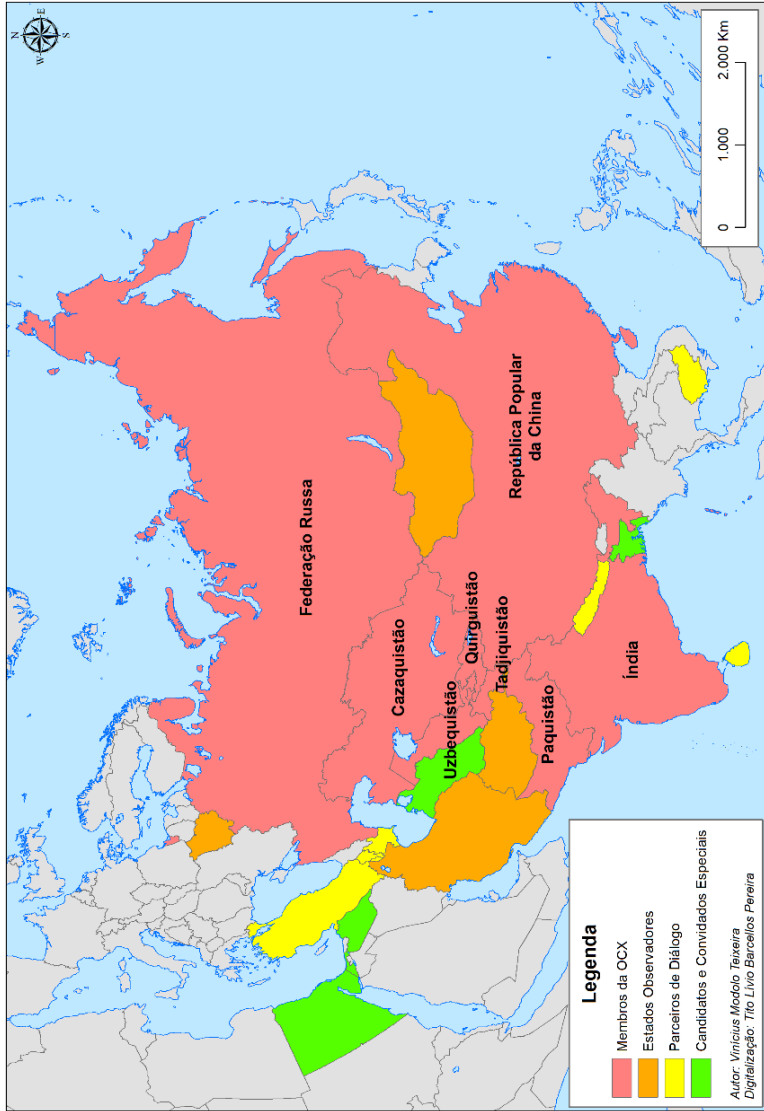 N
W
E
S
Federação Russa
Cazaquistão
República Popular
da China
Uzbequistão
Quirguistão
Tadjiquistão
Paquistão
Índia
Legenda
Membros da OCX
Estados Observadores
Parceiros de Diálogo
Candidatos e Convidados Especiais
Autor: Vinícius Modolo Teixeira
Digitalização: Tito Lívio Barcellos Pereira
0 1.000 2.000 Km